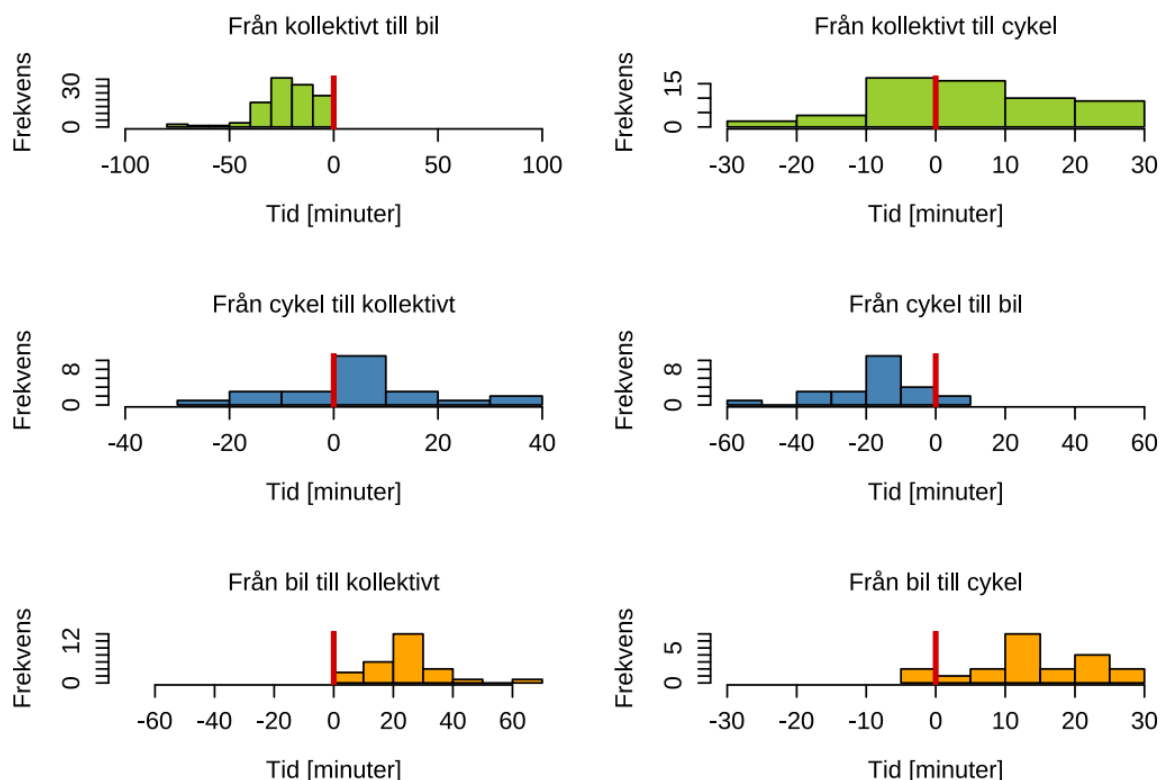 Från kollektivt till bil
Frekvens
0 30
-100 -50 0 50 100
Tid [minuter]
Från kollektivt till cykel
Frekvens
0 15
-30 -20 -10 0 10 20 30
Tid [minuter]
Från cykel till kollektivt
Frekvens
0 8
-40 -20 0 20 40
Tid [minuter]
Från cykel till bil
Frekvens
0 8
-60 -40 -20 0 20 40 60
Tid [minuter]
Från bil till kollektivt
Frekvens
0 12
-60 -40 -20 0 20 40 60
Tid [minuter]
Från bil till cykel
Frekvens
0 5
-30 -20 -10 0 10 20 30
Tid [minuter]